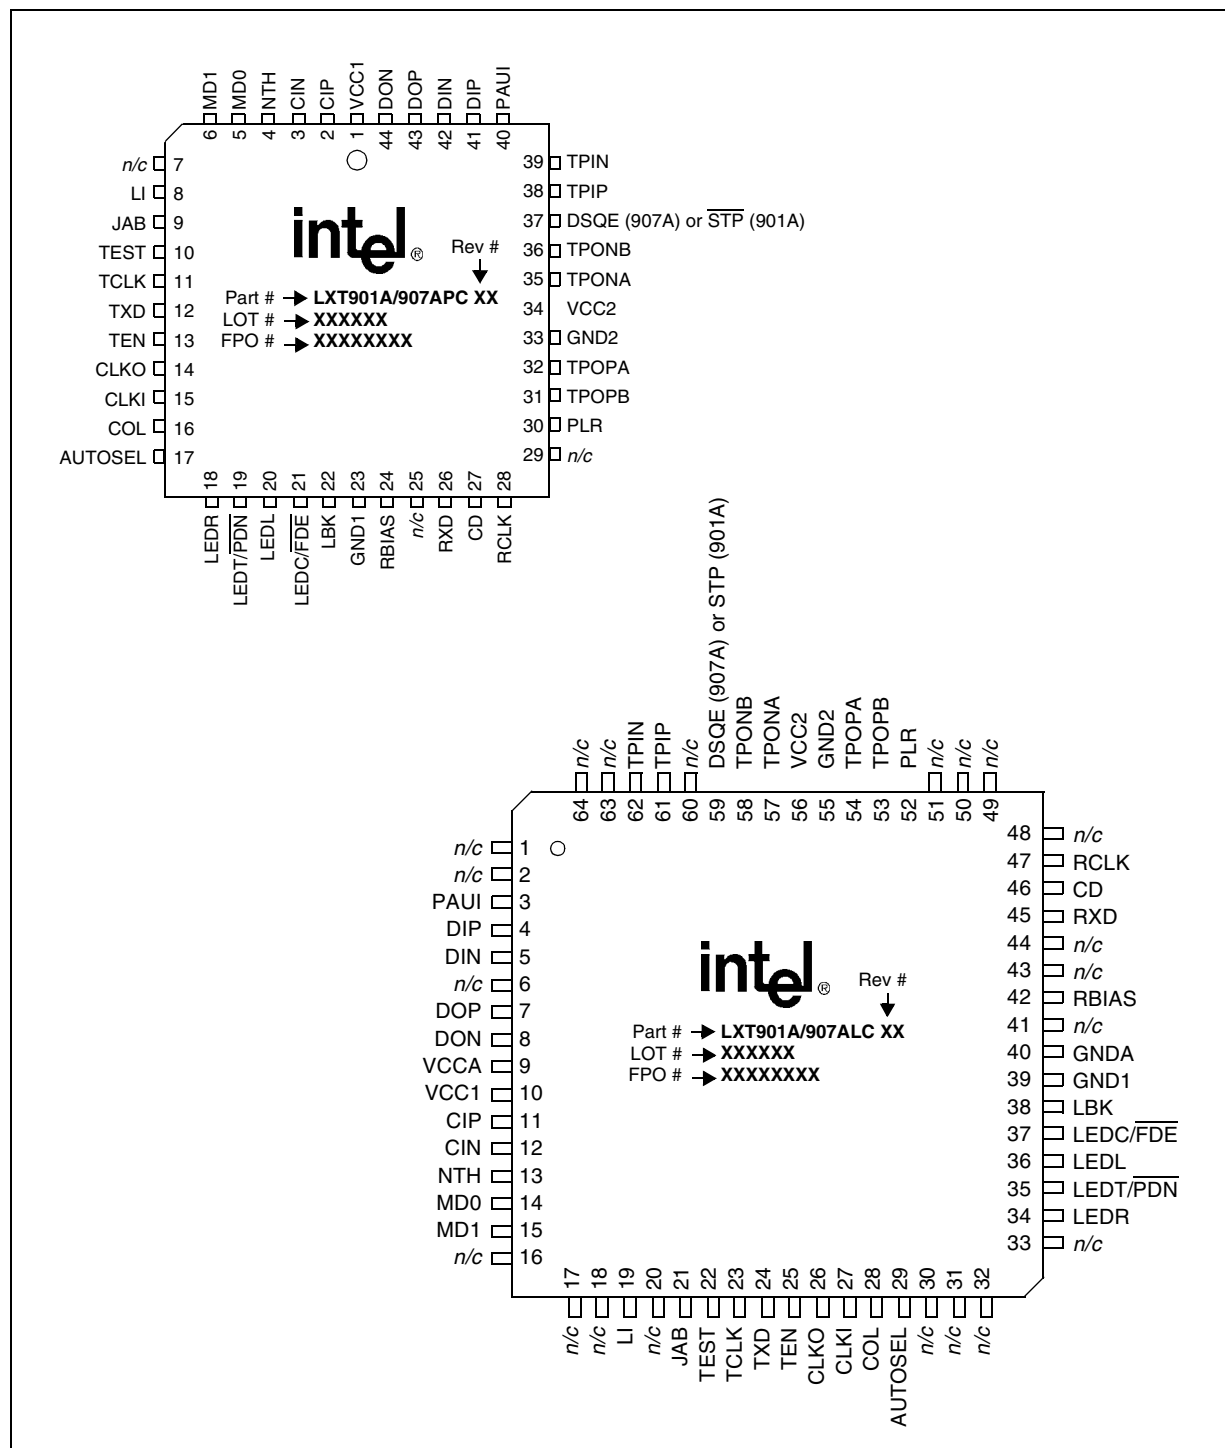 MD1
MD0
NTH
CIN
CIP
VCC1
DON
DOP
DIN
DIP
PAUI
6
5
4
3
2
1
44
43
42
41
40
n/c 7
LI 8
JAB 9
TEST 10
TCLK 11
TXD 12
TEN 13
CLKO 14
CLKI 15
COL 16
AUTOSEL 17
intel®
Rev #
Part # LXT901A/907APC XX
LOT # XXXXXX
FPO # XXXXXXXX
39 TPIN
38 TPIP
37 DSQE (907A) or STP (901A)
36 TPONB
35 TPONA
34 VCC2
33 GND2
32 TPOPA
31 TPOPB
30 PLR
29 n/c
18
19
20
21
22
23
24
25
26
27
28
LEDR
LEDT/PDN
LEDL
LEDC/FDE
LBK
GND1
RBIAS
n/c
RXD
CD
RCLK
n/c
n/c
TPIN
TPIP
n/c
DSQE (907A) or STP (901A)
TPONB
TPONA
VCC2
GND2
TPOPA
TPOPB
PLR
n/c
n/c
n/c
64
63
62
61
60
59
58
57
56
55
54
53
52
51
50
49
n/c 1
n/c 2
PAUI 3
DIP 4
DIN 5
n/c 6
DOP 7
DON 8
VCCA 9
VCC1 10
CIP 11
CIN 12
NTH 13
MD0 14
MD1 15
n/c 16
intel®
Rev #
Part # LXT901A/907ALC XX
LOT # XXXXXX
FPO # XXXXXXXX
48 n/c
47 RCLK
46 CD
45 RXD
44 n/c
43 n/c
42 RBIAS
41 n/c
40 GNDA
39 GND1
38 LBK
37 LEDC/FDE
36 LEDL
35 LEDT/PDN
34 LEDR
33 n/c
17
18
19
20
21
22
23
24
25
26
27
28
29
30
31
32
n/c
n/c
LI
n/c
JAB
TEST
TCLK
TXD
TEN
CLKO
CLKI
COL
AUTOSEL
n/c
n/c
n/c